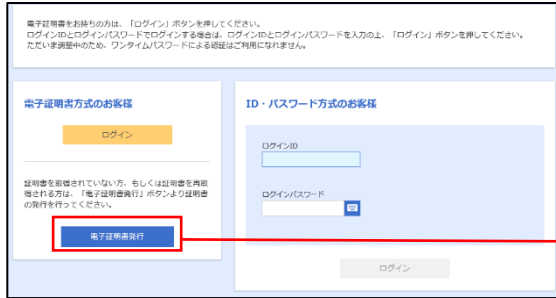 電子証明書をお持ちの方は、「ログイン」ボタンを押してください。
ログインIDとログインパスワードでログインする場合は、ログインIDとログインパスワードを入力の上、「ログイン」ボタンを押してください。
ただいま調整中のため、ワンタイムパスワードによる認証はご利用になれません。
電子証明書方式のお客様
ログイン
証明書を取得されていない方、もしくは証明書を再取
得される方は、「電子証明書発行」ボタンより証明書
の発行を行ってください。
電子証明書発行
ID・パスワード方式のお客様
ログインID
ログインパスワード
ログイン